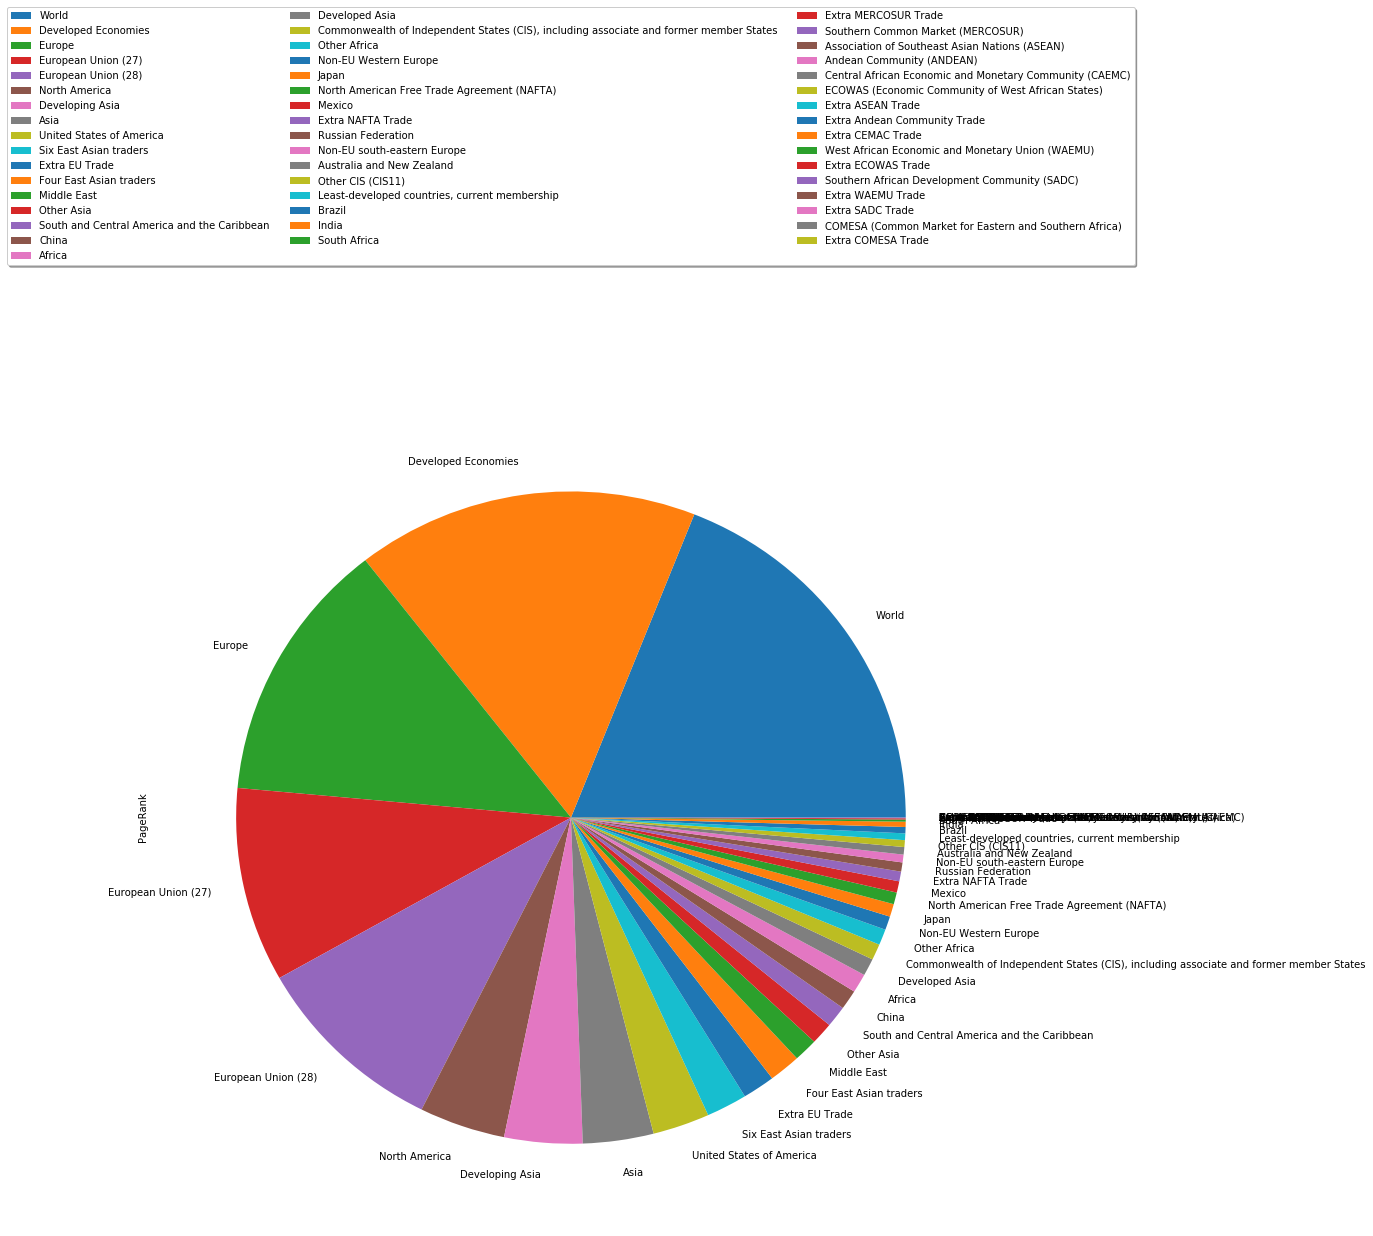 World
Developed Economies
Europe
European Union (27)
European Union (28)
North America
Developing Asia
Asia
United States of America
Six East Asian traders
Extra EU Trade
Four East Asian traders
Middle East
Other Asia
South and Central America and the Caribbean
China
Africa
Developed Asia
Commonwealth of Independent States (CIS), including associate and former member States
Other Africa
Non-EU Western Europe
Japan
North American Free Trade Agreement (NAFTA)
Mexico
Extra NAFTA Trade
Russian Federation
Non-EU south-eastern Europe
Australia and New Zealand
Other CIS (CIS11)
Least-developed countries, current membership
Brazil
India
South Africa
Extra MERCOSUR Trade
Southern Common Market (MERCOSUR)
Association of Southeast Asian Nations (ASEAN)
Andean Community (ANDEAN)
Central African Economic and Monetary Community (CAEMC)
ECOWAS (Economic Community of West African States)
Extra ASEAN Trade
Extra Andean Community Trade
Extra CEMAC Trade
West African Economic and Monetary Union (WAEMU)
Extra ECOWAS Trade
Southern African Development Community (SADC)
Extra WAEMU Trade
Extra SADC Trade
COMESA (Common Market for Eastern and Southern Africa)
Extra COMESA Trade
Developed Economies
World
Europe
PageRank
European Union (27)
European Union (28)
North America
Developing Asia
Asia
United States of America
Six East Asian traders
Extra EU Trade
Four East Asian traders
Middle East
Other Asia
South and Central America and the Caribbean
China
Africa
Developed Asia
Commonwealth of Independent States (CIS), including associate and former member States
Other Africa
Non-EU Western Europe
Japan
North American Free Trade Agreement (NAFTA)
Mexico
Extra NAFTA Trade
Russian Federation
Non-EU south-eastern Europe
Australia and New Zealand
Other CIS (CIS11)
Least-developed countries, current membership
Brazil